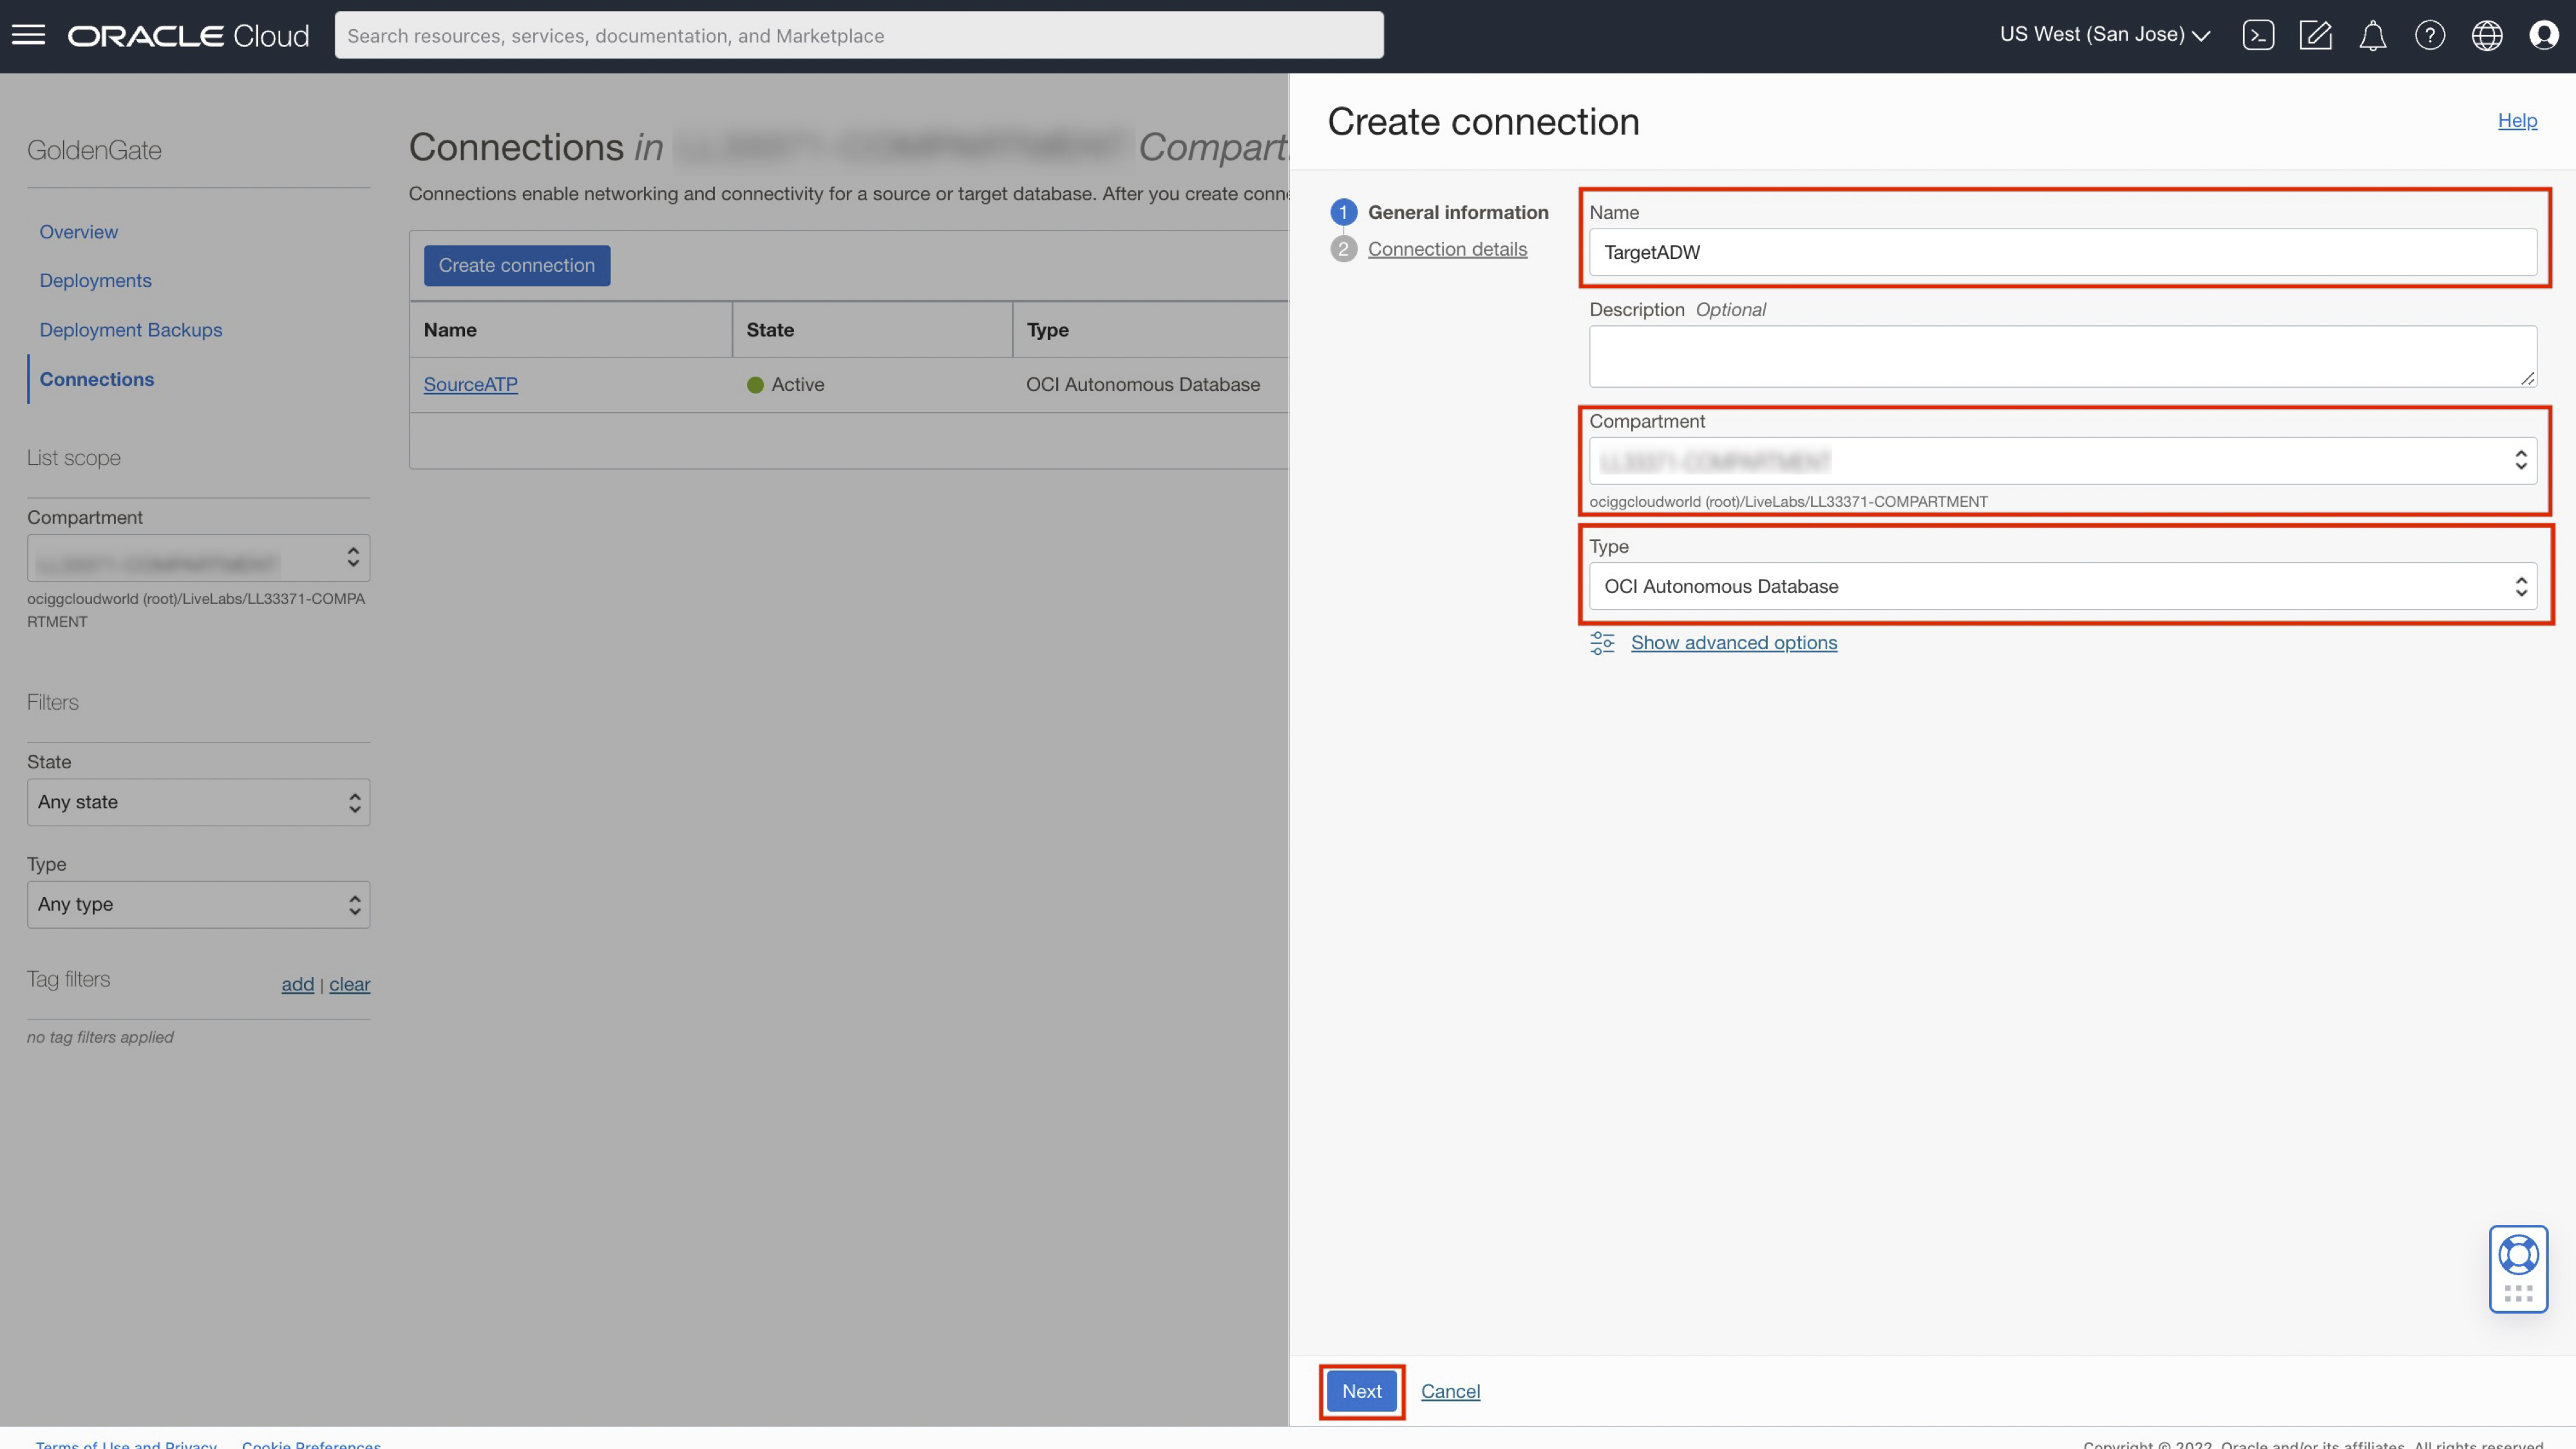 ORACLE Cloud
Search resources, services, documentation, and Marketplace
US West (San Jose)
GoldenGate
Overview
Deployments
Deployment Backups
Connections
List scope
Compartment
ociggcloudworld (root)/LiveLabs/LL33371-COMPA
RTMENT
Filters
State
Any state
Type
Any type
Tag filters
add | clear
no tag filters applied
Connections in
Compart
Connections enable networking and connectivity for a source or target database. After you create conn
Create connection
Name State Type
SourceATP Active OCI Autonomous Database
Create connection
Help
1 General information
2 Connection details
Name
TargetADW
Description Optional
Compartment
ociggcloudworld (root)/LiveLabs/LL33371-COMPARTMENT
Type
OCI Autonomous Database
Show advanced options
Next Cancel
Terms of Use and Privacy Cookie Preferences
Copyright © 2022, Oracle and/or its affiliates. All rights reserved.